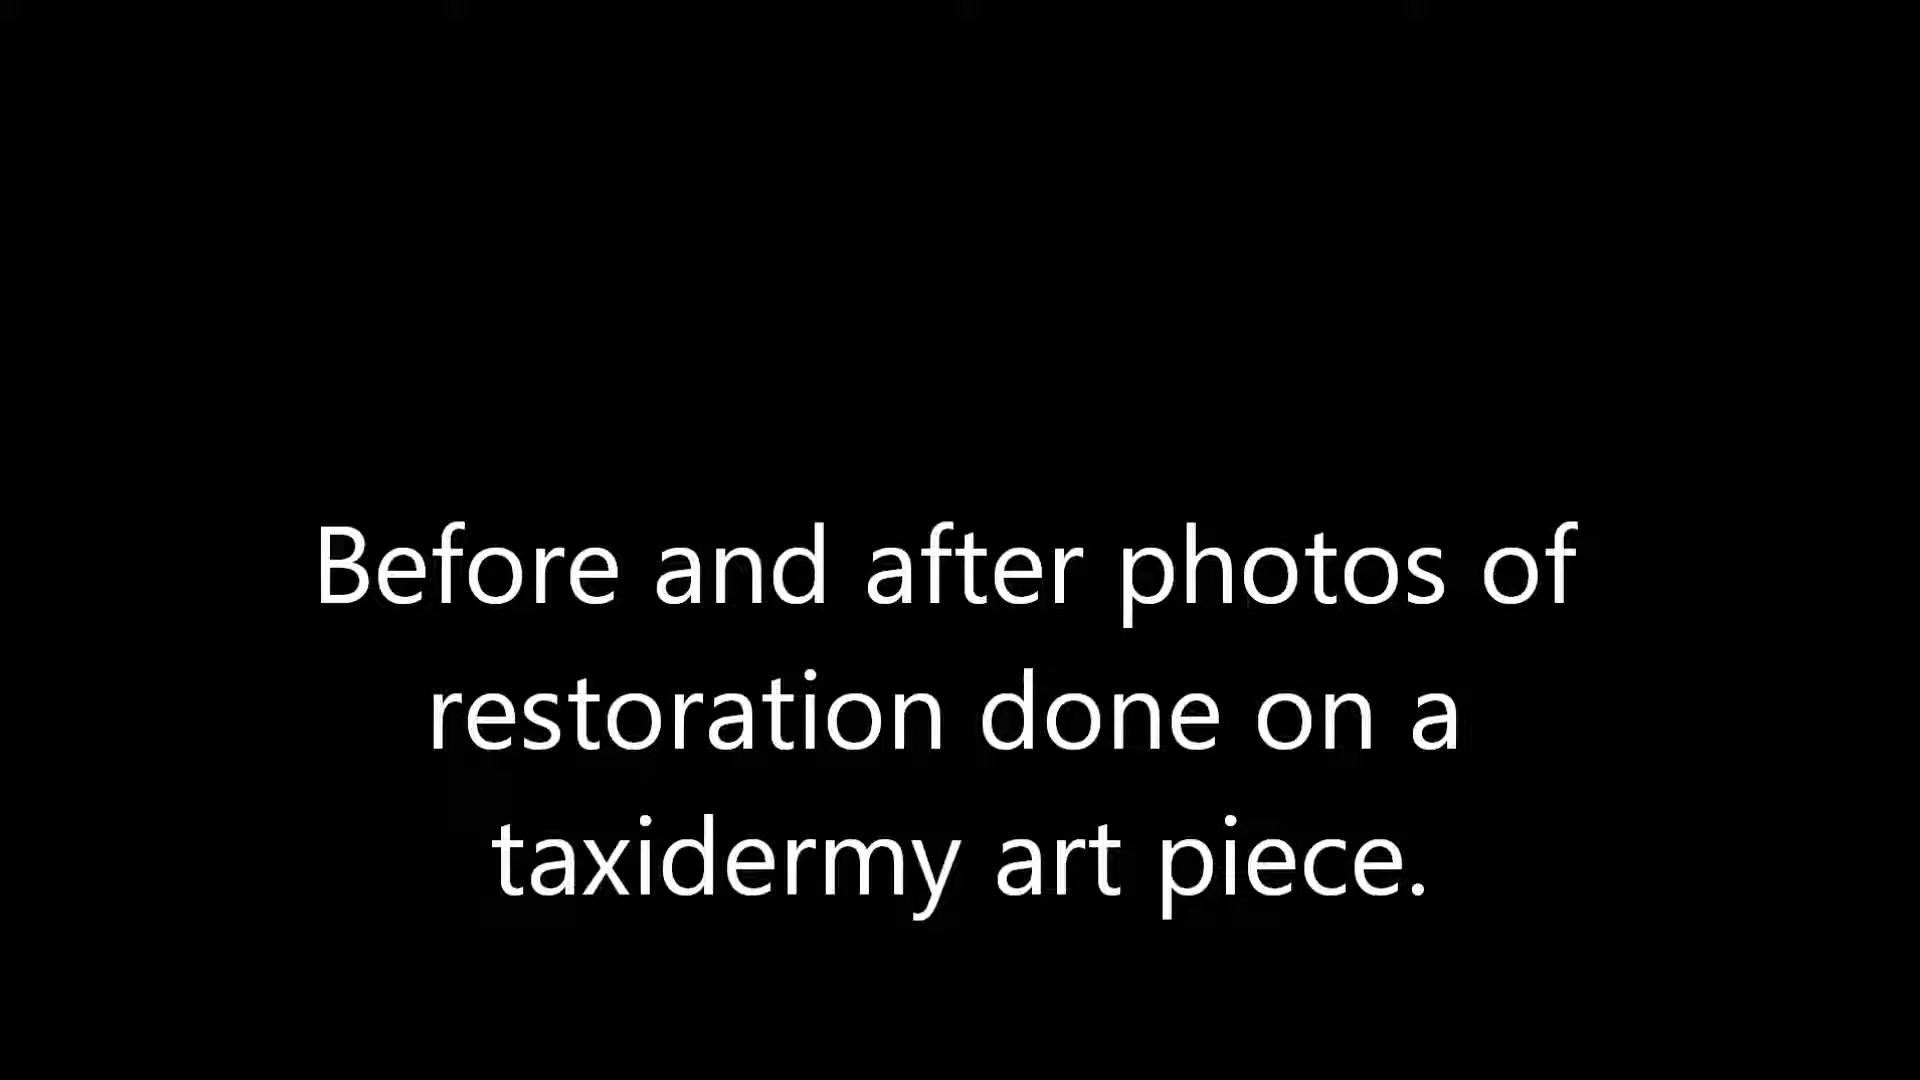 Before and after photos of
restoration done on a
taxidermy art piece.